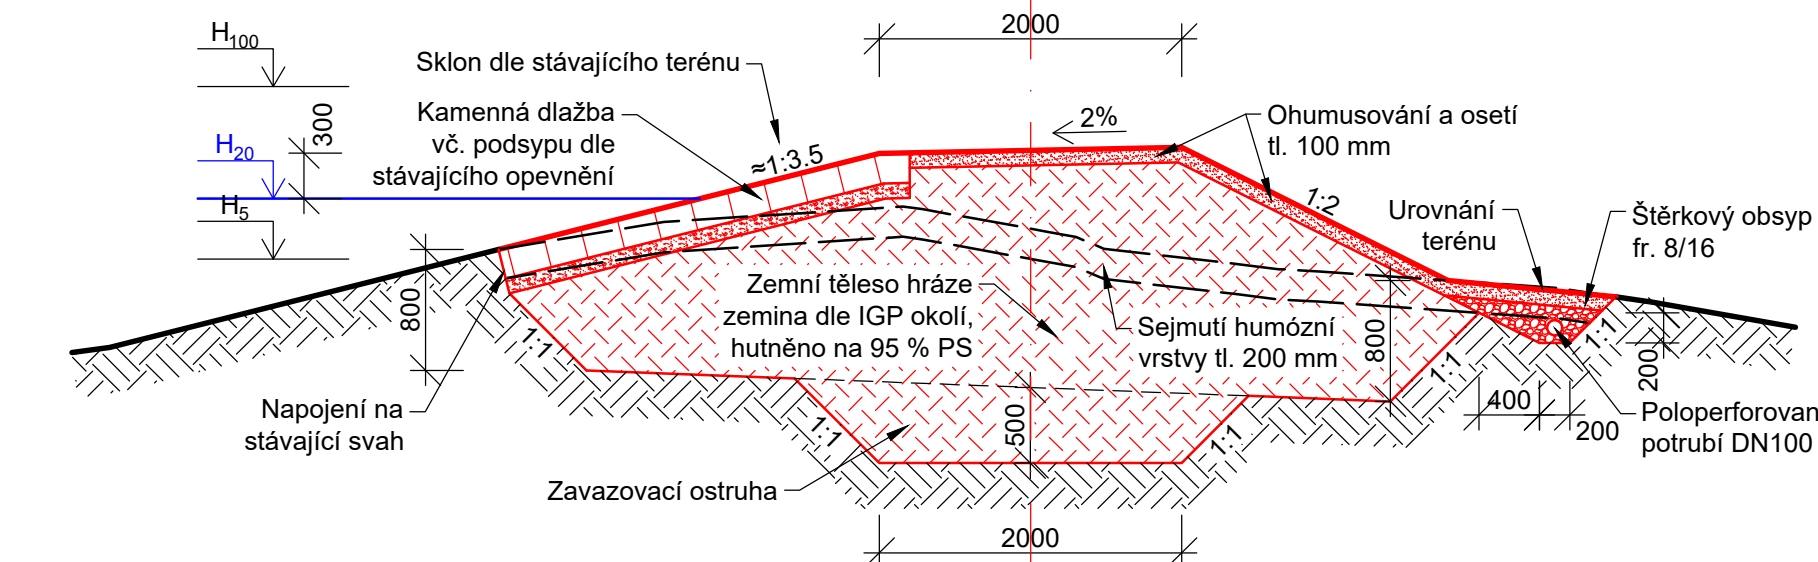 2000
H100
Sklon dle stávajícího terénu
Kamenná dlažba
vč. podsypu dle
stávajícího opevnění
300
H20
H5
≈1:3.5
2%
Ohumusování a osetí
tl. 100 mm
1:2
Urovnání
terénu
Štěrkový obsyp
fr. 8/16
800
1:1
Zemní těleso hráze
zemina dle IGP okolí,
hutněno na 95 % PS
Sejmutí humózní
vrstvy tl. 200 mm
800
1:1
1:1
200
400
200
Poloperforovan
potrubí DN100
Napojení na
stávající svah
1:1
500
1:1
Zavazovací ostruha
2000